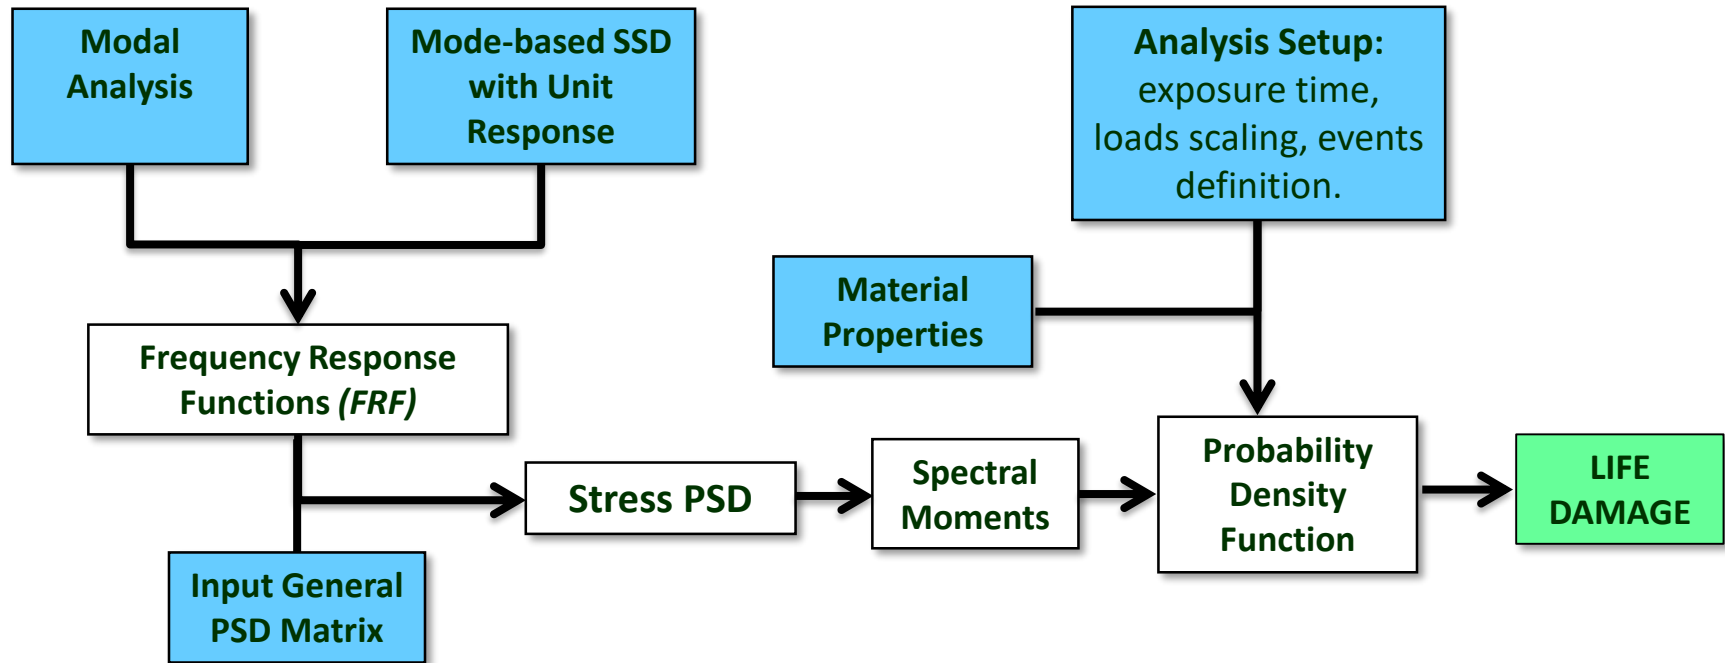 Modal
Analysis
Mode-based SSD
with Unit
Response
Analysis Setup:
exposure time,
loads scaling, events
definition.
Material
Properties
Frequency Response
Functions (FRF)
Stress PSD
Spectral
Moments
Probability
Density
Function
LIFE
DAMAGE
Input General
PSD Matrix